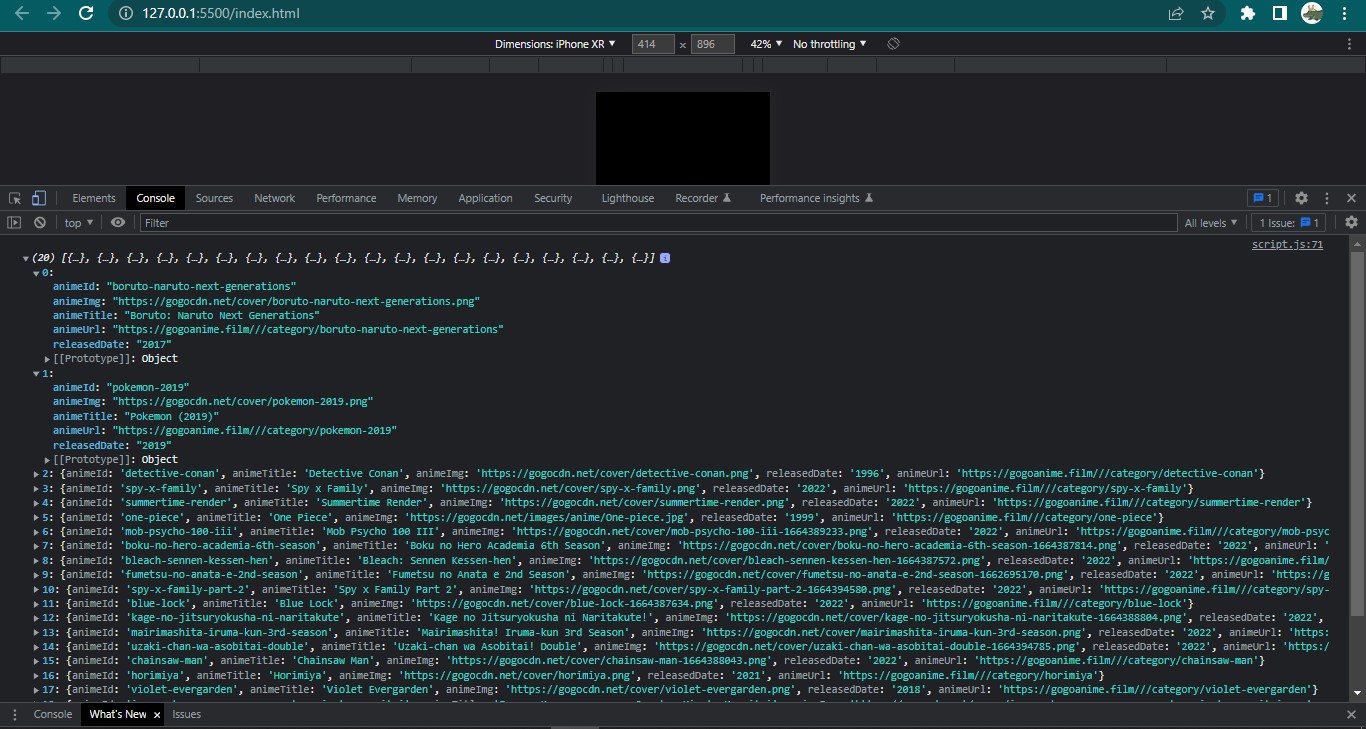 127.0.0.1:5500/index.html
Dimensions: iPhone XR ▼ 414 × 896 42% ▼ No throttling ▼
Elements Console Sources Network Performance Memory Application Security Lighthouse Recorder Performance insights 1
top ▼ Filter All levels ▼ 1 Issue: 1
script.js:71
(20) [{…}, {…}, {…}, {…}, {…}, {…}, {…}, {…}, {…}, {…}, {…}, {…}, {…}, {…}, {…}, {…}, {…}, {…}, {…}, {…}] i
0:
animeId: "boruto-naruto-next-generations"
animeImg: "https://gogocdn.net/cover/boruto-naruto-next-generations.png"
animeTitle: "Boruto: Naruto Next Generations"
animeUrl: "https://gogoanime.film///category/boruto-naruto-next-generations"
releasedDate: "2017"
[[Prototype]]: Object
1:
animeId: "pokemon-2019"
animeImg: "https://gogocdn.net/cover/pokemon-2019.png"
animeTitle: "Pokemon (2019)"
animeUrl: "https://gogoanime.film///category/pokemon-2019"
releasedDate: "2019"
[[Prototype]]: Object
2: {animeId: 'detective-conan', animeTitle: 'Detective Conan', animeImg: 'https://gogocdn.net/cover/detective-conan.png', releasedDate: '1996', animeUrl: 'https://gogoanime.film///category/detective-conan'}
3: {animeId: 'spy-x-family', animeTitle: 'Spy x Family', animeImg: 'https://gogocdn.net/cover/spy-x-family.png', releasedDate: '2022', animeUrl: 'https://gogoanime.film///category/spy-x-family'}
4: {animeId: 'summertime-render', animeTitle: 'Summertime Render', animeImg: 'https://gogocdn.net/cover/summertime-render.png', releasedDate: '2022', animeUrl: 'https://gogoanime.film///category/summertime-render'}
5: {animeId: 'one-piece', animeTitle: 'One Piece', animeImg: 'https://gogocdn.net/images/anime/One-piece.jpg', releasedDate: '1999', animeUrl: 'https://gogoanime.film///category/one-piece'}
6: {animeId: 'mob-psycho-100-iii', animeTitle: 'Mob Psycho 100 III', animeImg: 'https://gogocdn.net/cover/mob-psycho-100-iii-1664389233.png', releasedDate: '2022', animeUrl: 'https://gogoanime.film///category/mob-psyc
7: {animeId: 'boku-no-hero-academia-6th-season', animeTitle: 'Boku no Hero Academia 6th Season', animeImg: 'https://gogocdn.net/cover/boku-no-hero-academia-6th-season-1664387814.png', releasedDate: '2022', animeUrl: '
8: {animeId: 'bleach-sennen-kessen-hen', animeTitle: 'Bleach: Sennen Kessen-hen', animeImg: 'https://gogocdn.net/cover/bleach-sennen-kessen-hen-1664387572.png', releasedDate: '2022', animeUrl: 'https://gogoanime.film/
9: {animeId: 'fumetsu-no-anata-e-2nd-season', animeTitle: 'Fumetsu no Anata e 2nd Season', animeImg: 'https://gogocdn.net/cover/fumetsu-no-anata-e-2nd-season-1662695170.png', releasedDate: '2022', animeUrl: 'https://g
10: {animeId: 'spy-x-family-part-2', animeTitle: 'Spy x Family Part 2', animeImg: 'https://gogocdn.net/cover/spy-x-family-part-2-1664394580.png', releasedDate: '2022', animeUrl: 'https://gogoanime.film///category/spy-
11: {animeId: 'blue-lock', animeTitle: 'Blue Lock', animeImg: 'https://gogocdn.net/cover/blue-lock-1664387634.png', releasedDate: '2022', animeUrl: 'https://gogoanime.film///category/blue-lock'}
12: {animeId: 'kage-no-jitsuryokusha-ni-naritakute', animeTitle: 'Kage no Jitsuryokusha ni Naritakute!', animeImg: 'https://gogocdn.net/cover/kage-no-jitsuryokusha-ni-naritakute-1664388804.png', releasedDate: '2022',
13: {animeId: 'mairimashita-iruma-kun-3rd-season', animeTitle: 'Mairimashita! Iruma-kun 3rd Season', animeImg: 'https://gogocdn.net/cover/mairimashita-iruma-kun-3rd-season.png', releasedDate: '2022', animeUrl: 'https:
14: {animeId: 'uzaki-chan-wa-asobitai-double', animeTitle: 'Uzaki-chan wa Asobitai! Double', animeImg: 'https://gogocdn.net/cover/uzaki-chan-wa-asobitai-double-1664394785.png', releasedDate: '2022', animeUrl: 'https:/
15: {animeId: 'chainsaw-man', animeTitle: 'Chainsaw Man', animeImg: 'https://gogocdn.net/cover/chainsaw-man-1664388043.png', releasedDate: '2022', animeUrl: 'https://gogoanime.film///category/chainsaw-man'}
16: {animeId: 'horimiya', animeTitle: 'Horimiya', animeImg: 'https://gogocdn.net/cover/horimiya.png', releasedDate: '2021', animeUrl: 'https://gogoanime.film///category/horimiya'}
17: {animeId: 'violet-evergarden', animeTitle: 'Violet Evergarden', animeImg: 'https://gogocdn.net/cover/violet-evergarden.png', releasedDate: '2018', animeUrl: 'https://gogoanime.film///category/violet-evergarden'}
Console What's New × Issues